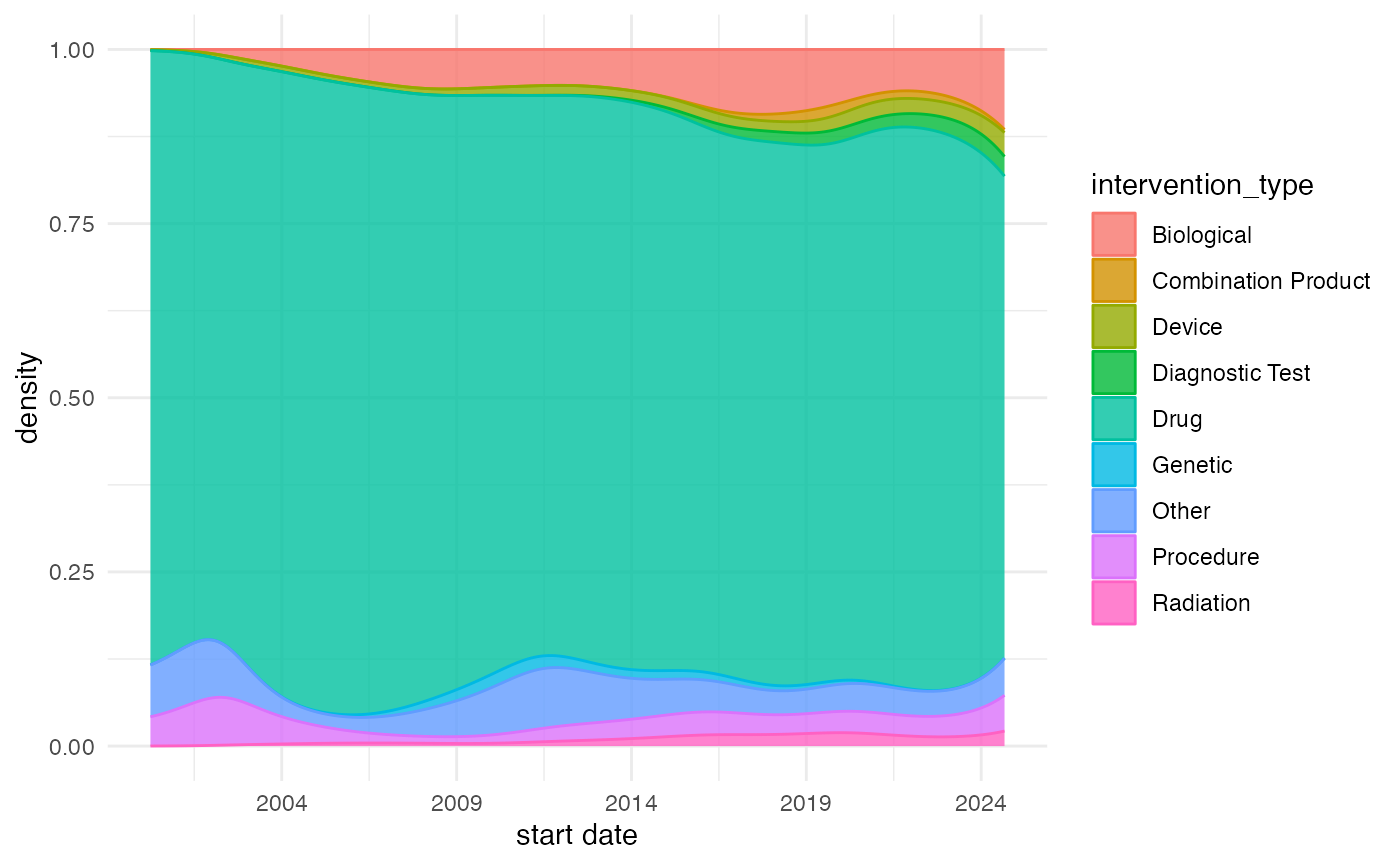 1.00
0.75
0.50
0.25
0.00
density
2004
2009
2014
2019
2024
start date
intervention_type
Biological
Combination Product
Device
Diagnostic Test
Drug
Genetic
Other
Procedure
Radiation